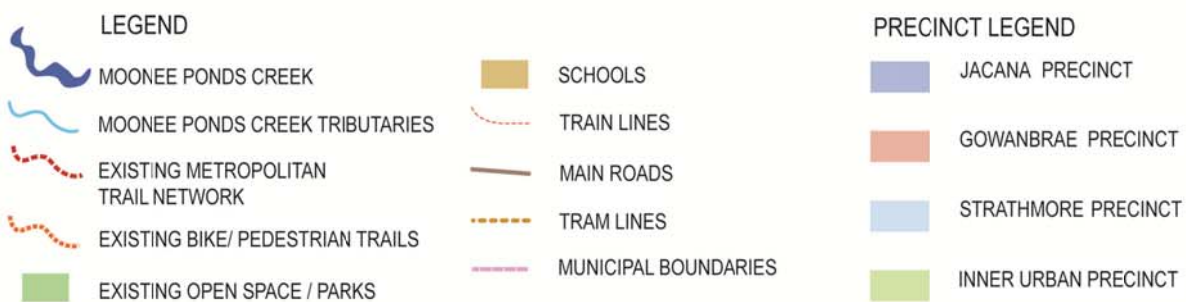 LEGEND
MOONEE PONDS CREEK
MOONEE PONDS CREEK TRIBUTARIES
EXISTING METROPOLITAN
TRAIL NETWORK
EXISTING BIKE/ PEDESTRIAN TRAILS
EXISTING OPEN SPACE / PARKS
SCHOOLS
TRAIN LINES
MAIN ROADS
TRAM LINES
MUNICIPAL BOUNDARIES
PRECINCT LEGEND
JACANA PRECINCT
GOWANBRAE PRECINCT
STRATHMORE PRECINCT
INNER URBAN PRECINCT